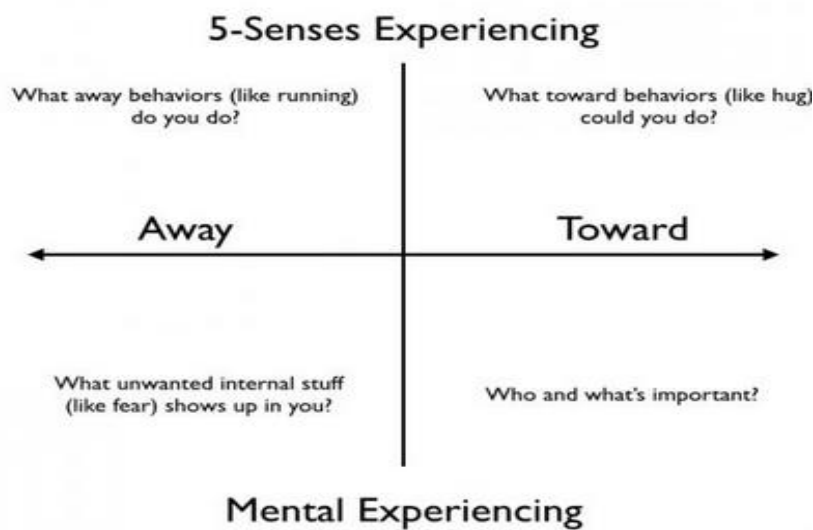 5-Senses Experiencing
What away behaviors (like running)
do you do?
What toward behaviors (like hug)
could you do?
Away
Toward
What unwanted internal stuff
(like fear) shows up in you?
Who and what's important?
Mental Experiencing